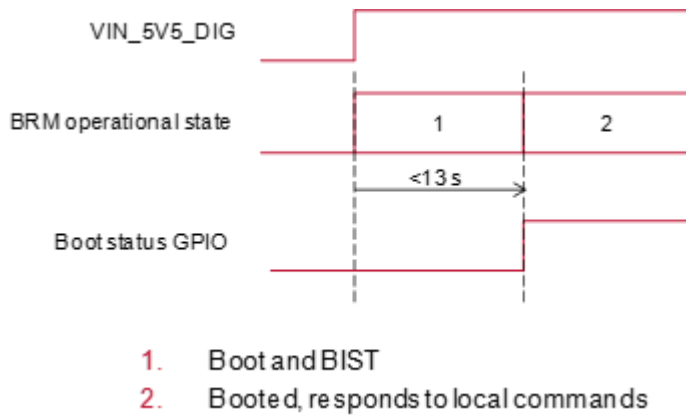 VIN_5V5_DIG
BRM operational state
1
2
<13 s
Boot status GPIO
1. Boot and BIST
2. Booted, responds to local commands